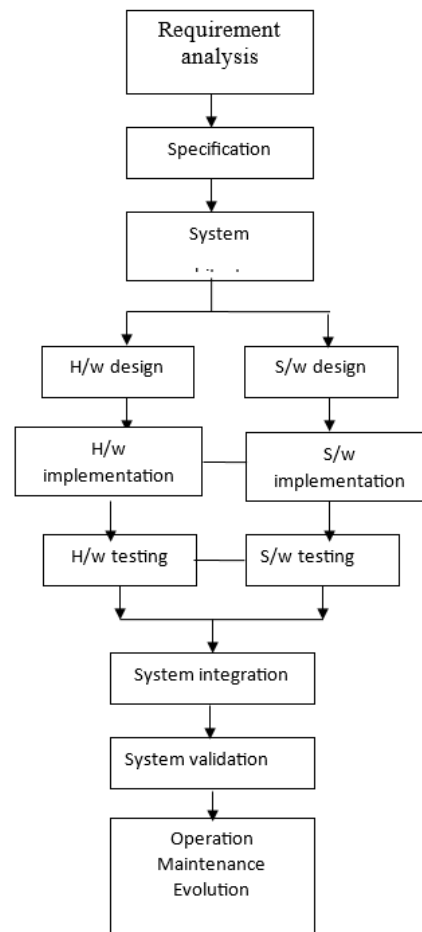 Requirement
analysis
Specification
System
H/w design
S/w design
H/w
implementation
S/w
implementation
H/w testing
S/w testing
System integration
System validation
Operation
Maintenance
Evolution